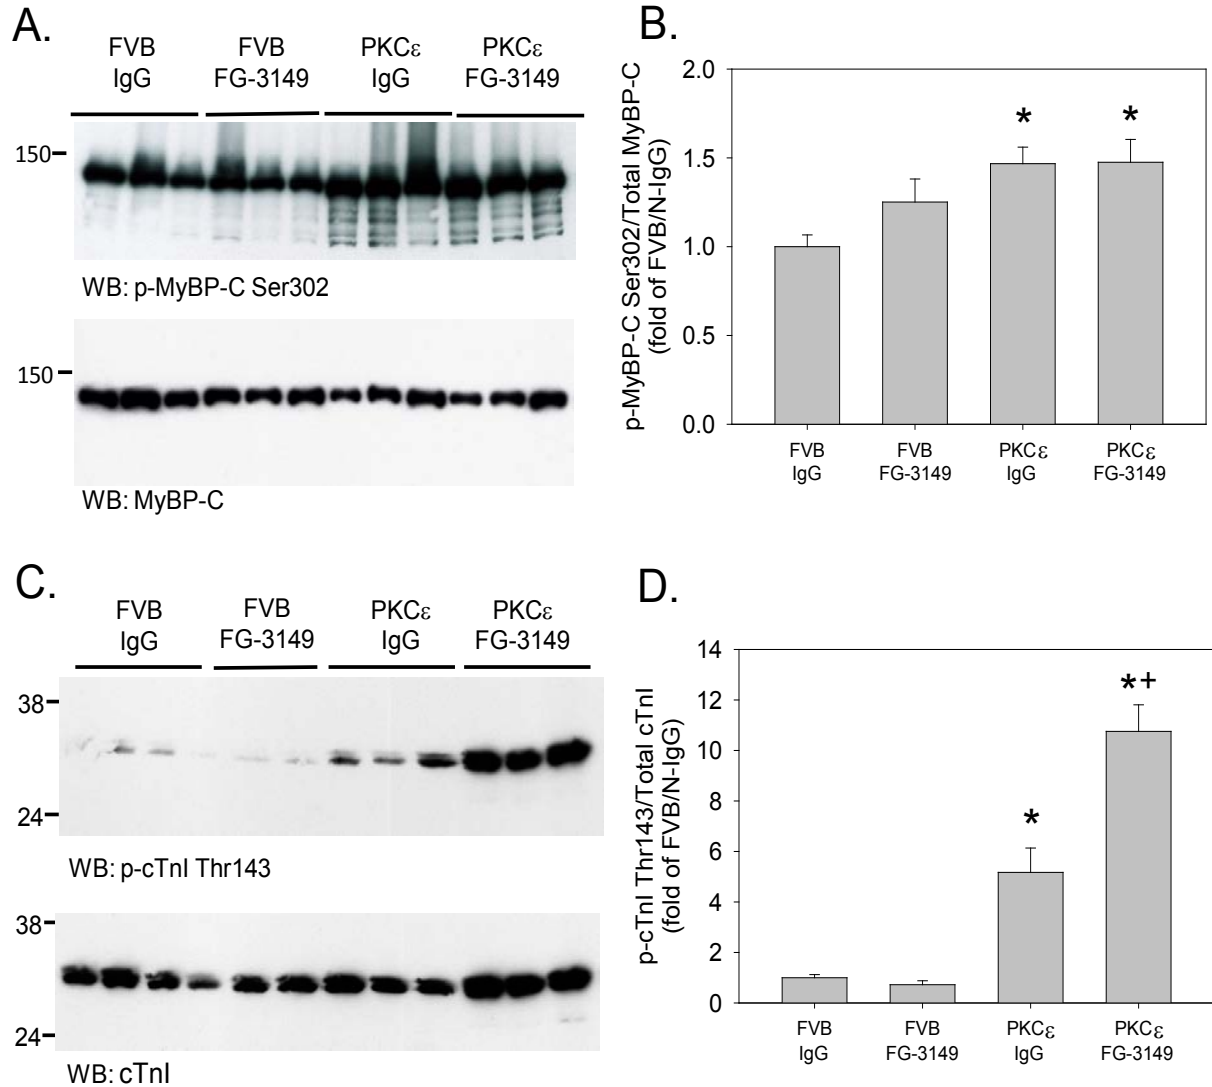 A.
FVB
IgG
FVB
FG-3149
PKCε
IgG
PKCε
FG-3149
150
WB: p-MyBP-C Ser302
150
WB: MyBP-C
B.
p-MyBP-C Ser302/Total MyBP-C
(fold of FVB/N-IgG)
2.0
1.5
1.0
0.5
0.0
*
*
FVB
IgG
FVB
FG-3149
PKCε
IgG
PKCε
FG-3149
C.
FVB
IgG
FVB
FG-3149
PKCε
IgG
PKCε
FG-3149
38
24
WB: p-cTnI Thr143
38
24
WB: cTnI
D.
p-cTnI Thr143/Total cTnI
(fold of FVB/N-IgG)
14
12
10
8
6
4
2
0
*
*+
FVB
IgG
FVB
FG-3149
PKCε
IgG
PKCε
FG-3149